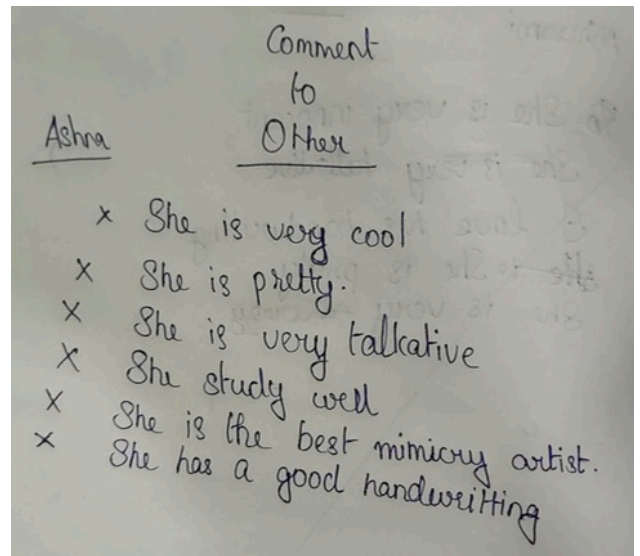 Comment
to
Other
Ashna
× She is very cool
× She is pretty.
× She is very talkative
× She study well
× She is the best mimicry artist.
× She has a good handwritting